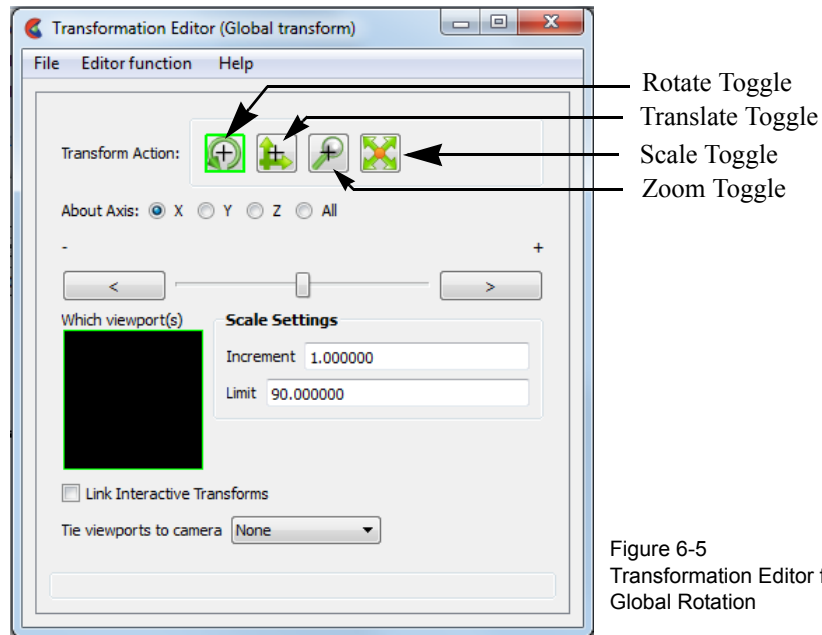 Transformation Editor (Global transform)
File Editor function Help
Rotate Toggle
Translate Toggle
Scale Toggle
Zoom Toggle
Transform Action:
About Axis: X Y Z All
- +
< >
Which viewport(s) Scale Settings
Increment 1.000000
Limit 90.000000
Link Interactive Transforms
Tie viewports to camera None
Figure 6-5
Transformation Editor
Global Rotation